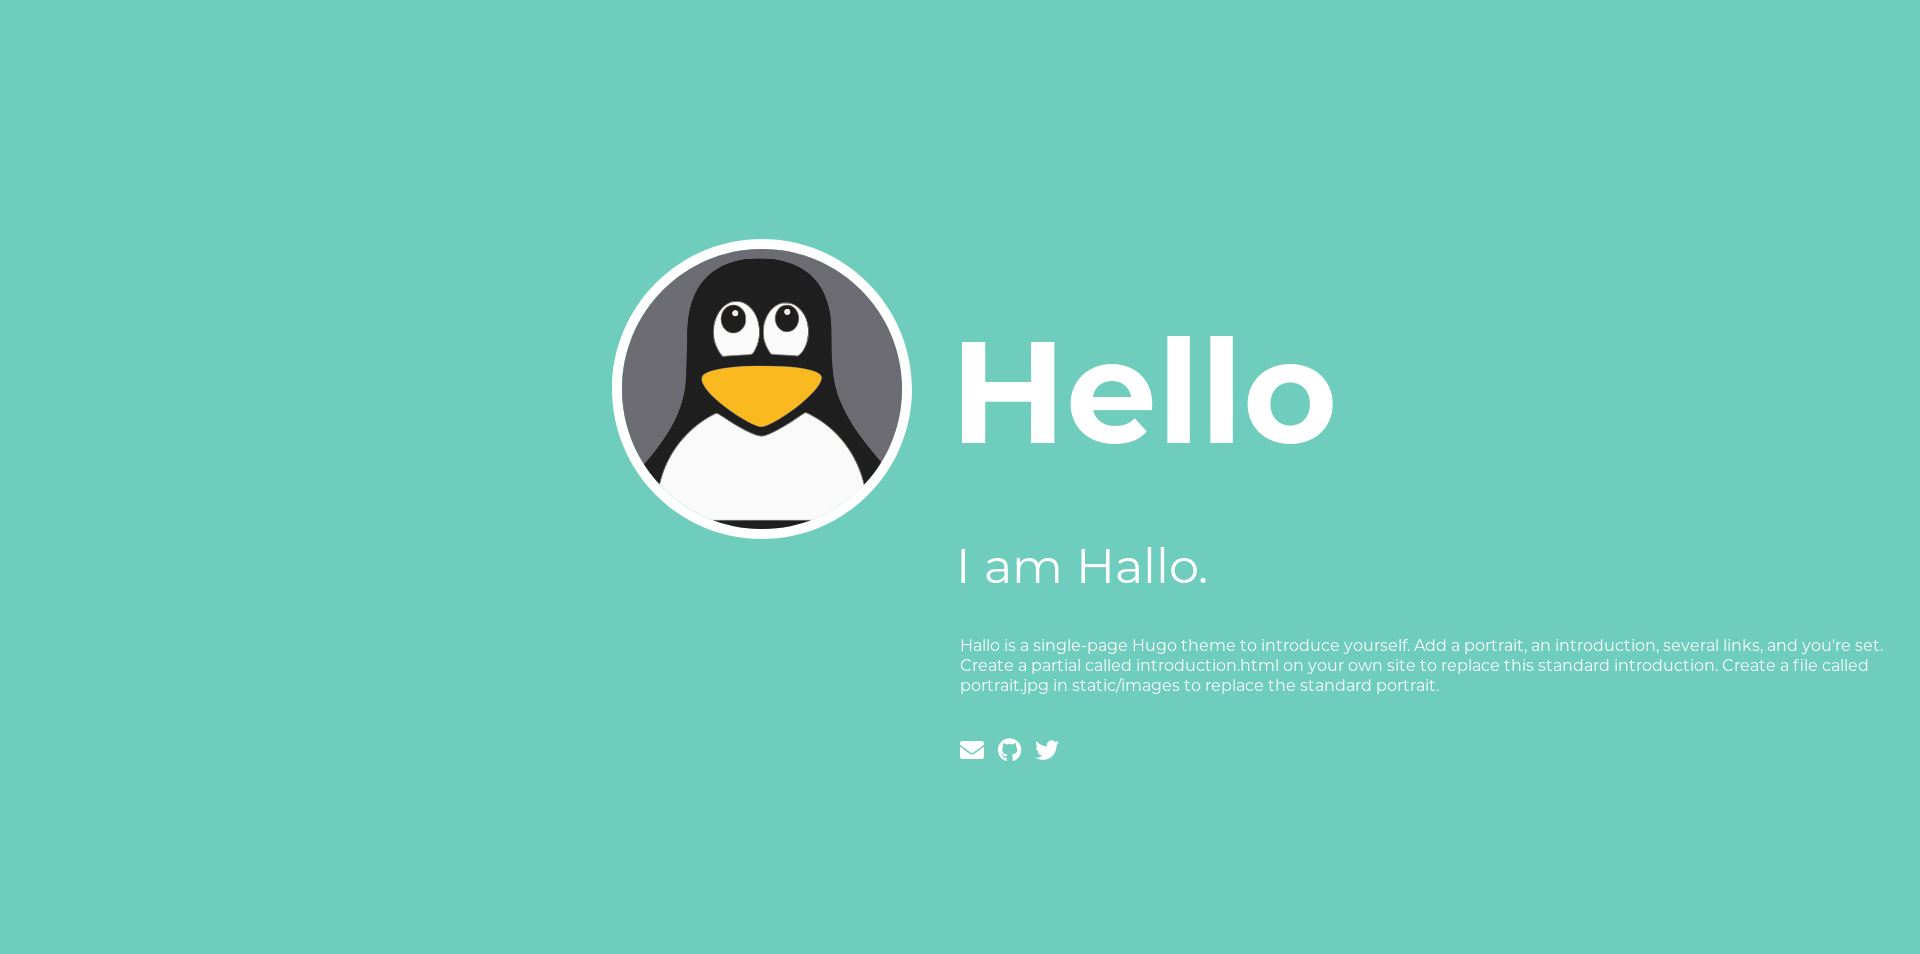 Hello
I am Hallo.
Hallo is a single-page Hugo theme to introduce yourself. Add a portrait, an introduction, several links, and you're set.
Create a partial called introduction.html on your own site to replace this standard introduction. Create a file called
portrait.jpg in static/images to replace the standard portrait.